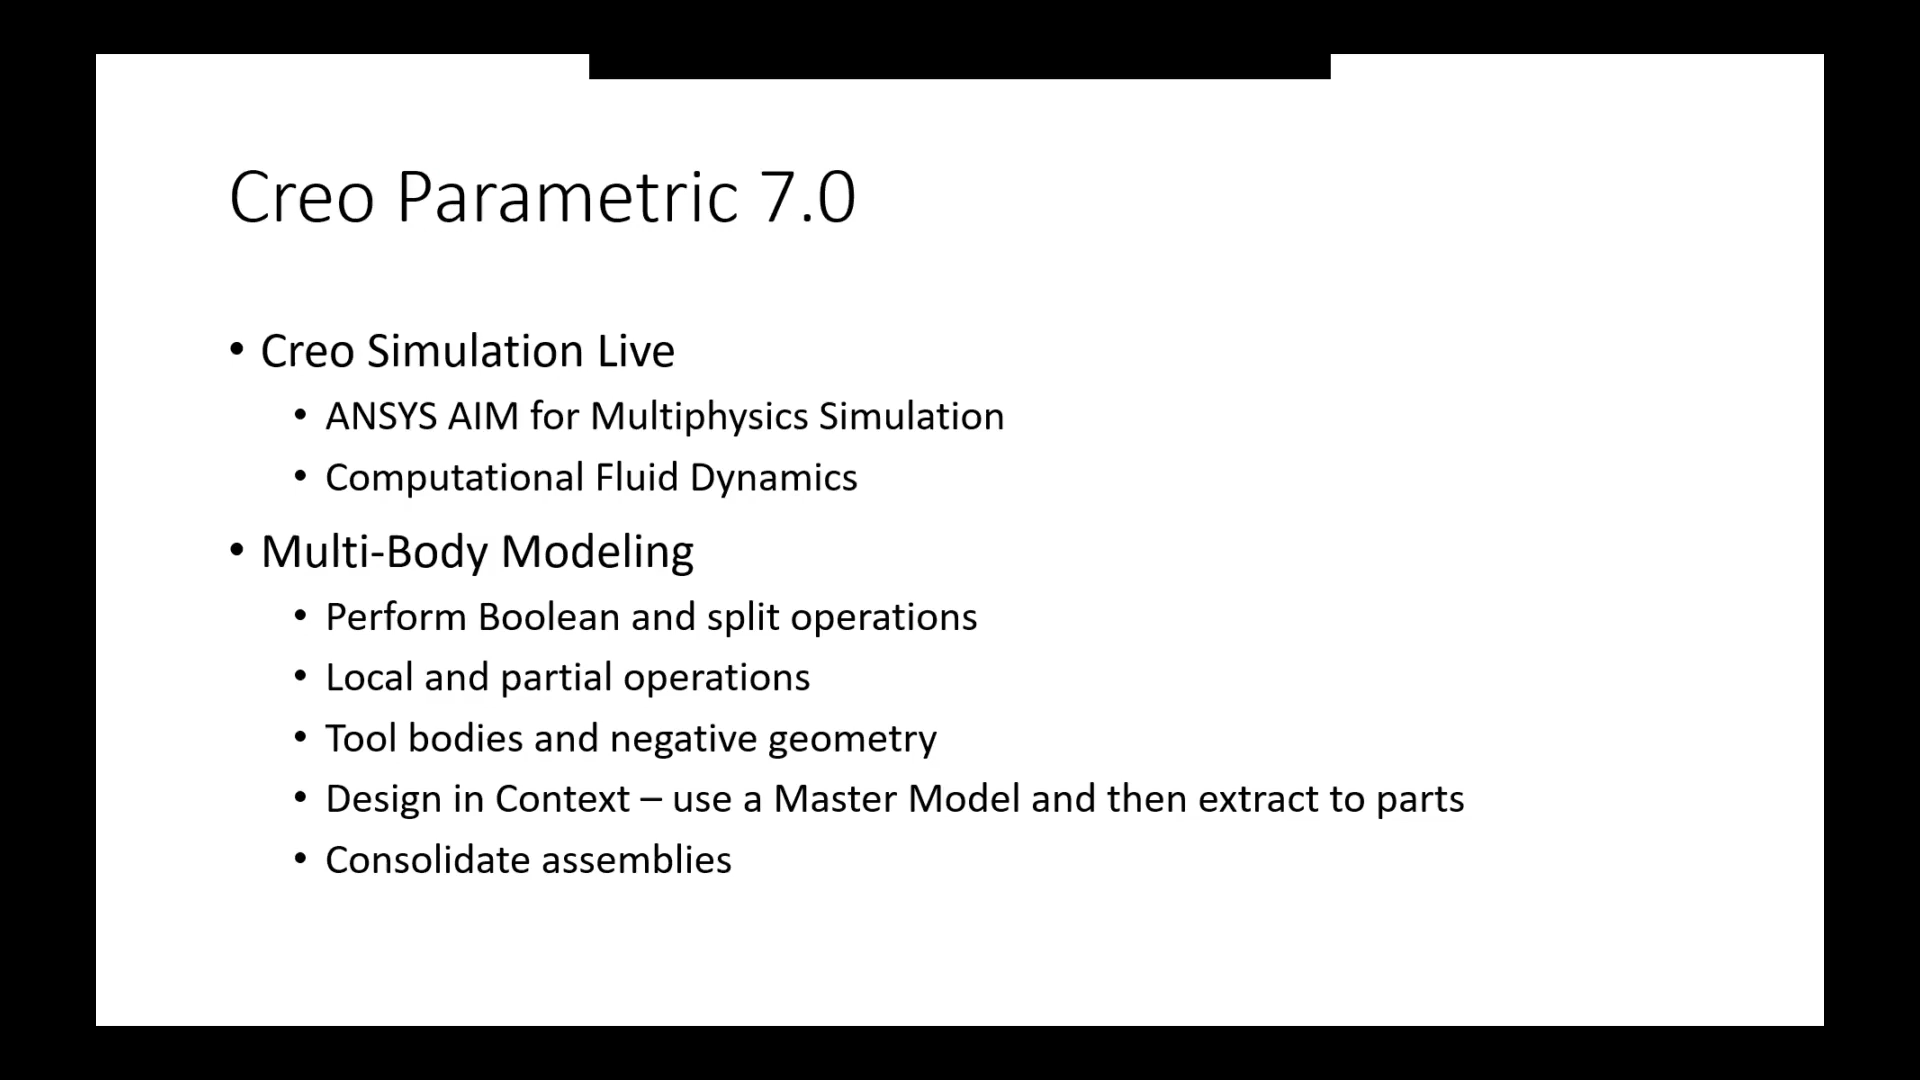 Creo Parametric 7.0
• Creo Simulation Live
• ANSYS AIM for Multiphysics Simulation
• Computational Fluid Dynamics
• Multi-Body Modeling
• Perform Boolean and split operations
• Local and partial operations
• Tool bodies and negative geometry
• Design in Context – use a Master Model and then extract to parts
• Consolidate assemblies